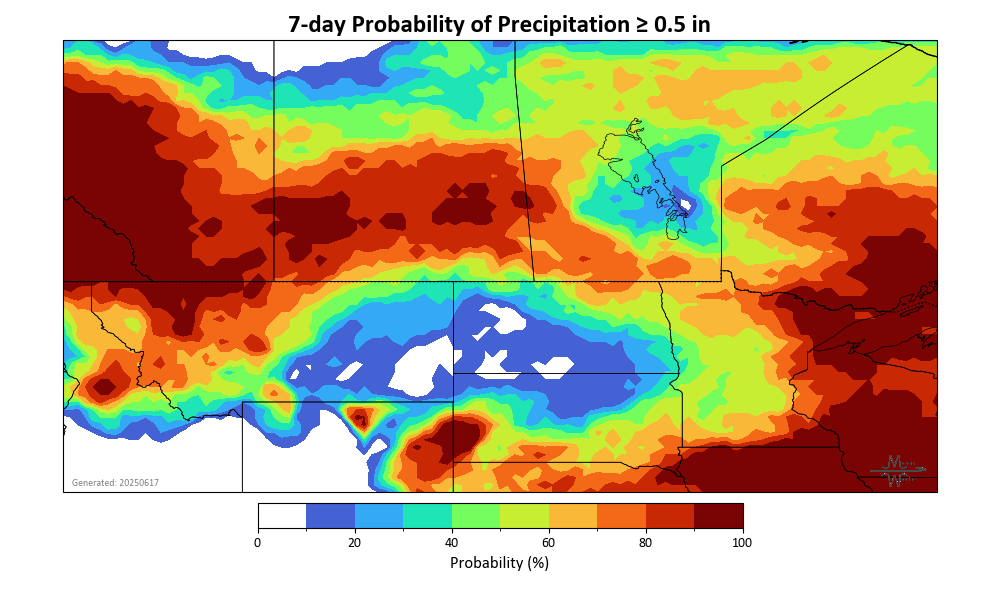 7-day Probability of Precipitation ≥ 0.5 in
Generated: 20250617
0 20 40 60 80 100
Probability (%)